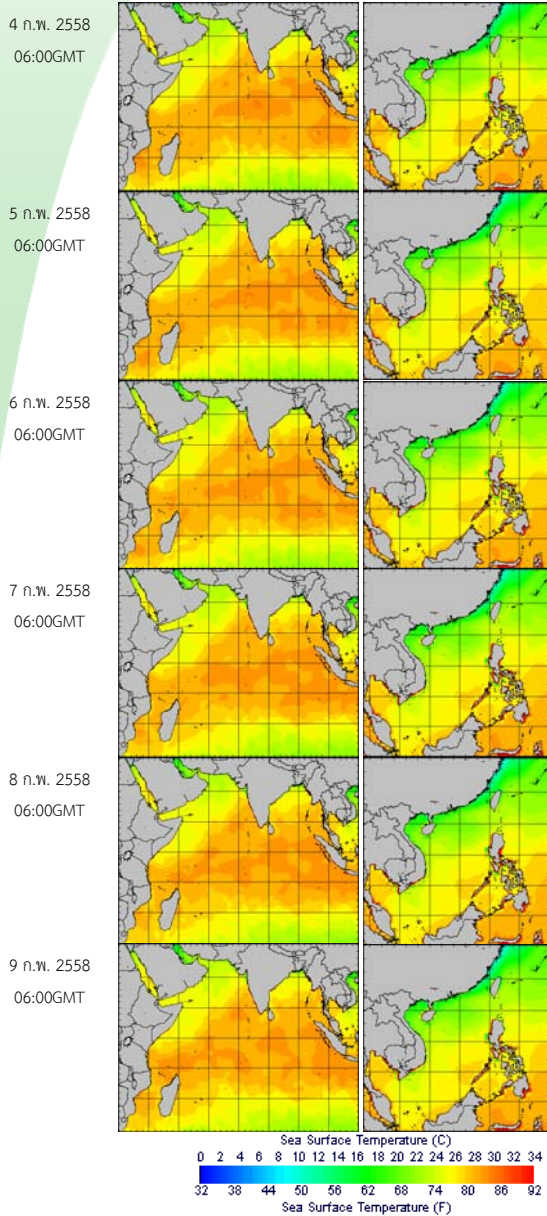 4 ก.พ. 2558
06:00GMT
5 ก.พ. 2558
06:00GMT
6 ก.พ. 2558
06:00GMT
7 ก.พ. 2558
06:00GMT
8 ก.พ. 2558
06:00GMT
9 ก.พ. 2558
06:00GMT
Sea Surface Temperature (C)
0 2 4 6 8 10 12 14 16 18 20 22 24 26 28 30 32 34
32 38 44 50 56 62 68 74 80 86 92
Sea Surface Temperature (F)